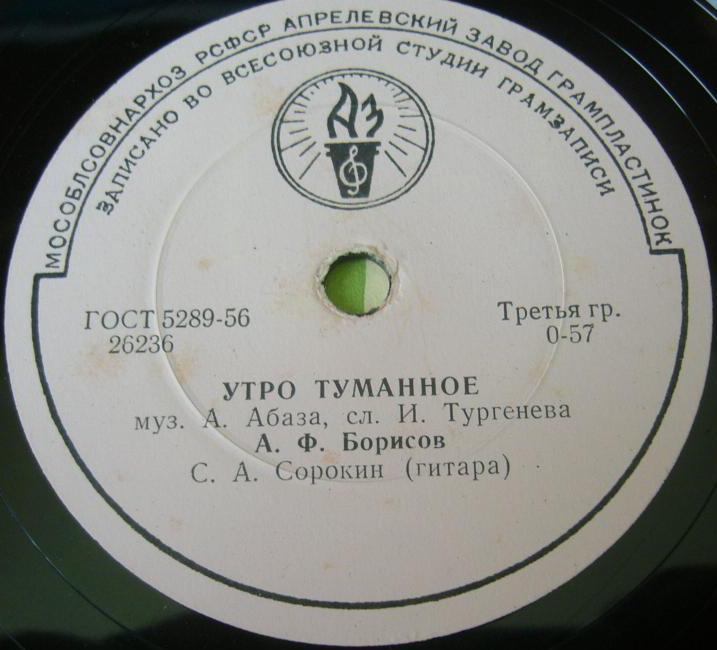 МОСОБЛСОВНАРХОЗ РСФСР АПРЕЛЕВСКИЙ ЗАВОД ГРАМПЛАСТИНОК
ЗАПИСАНО ВО ВСЕСОЮЗНОЙ СТУДИИ ГРАМЗАПИСИ
АЗ
ГОСТ 5289-56
26236
Третья гр.
0-57
УТРО ТУМАННОЕ
муз. А. Абаза, сл. И. Тургенева
А. Ф. Борисов
С. А. Сорокин (гитара)